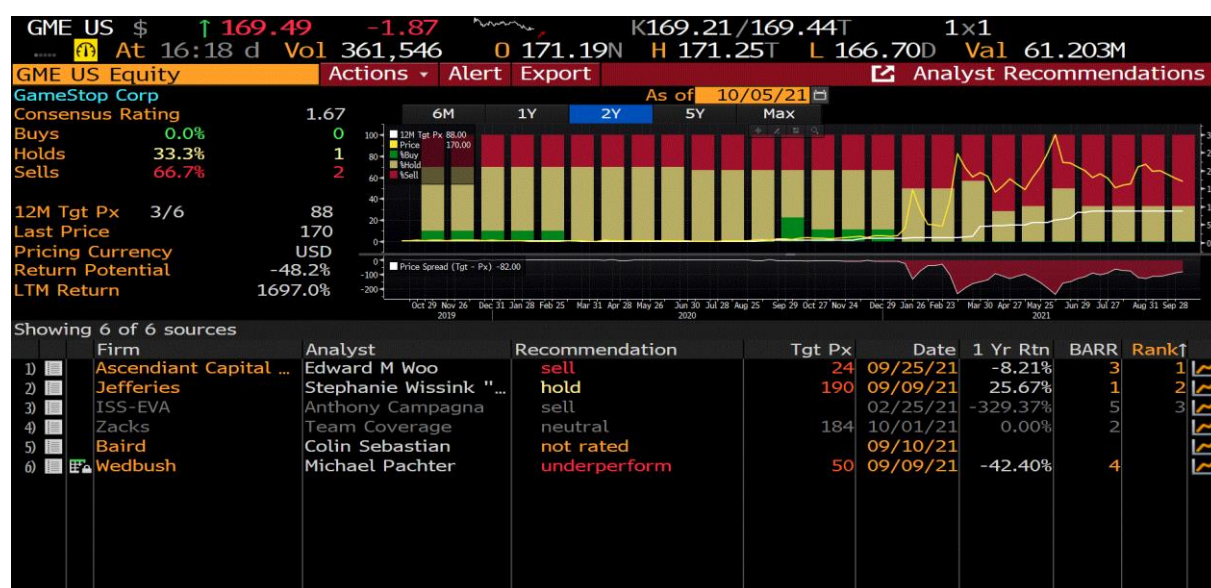 GME US $ ↑ 169.49 -1.87 K169.21/169.44T 1×1
At 16:18 d Vol 361,546 O 171.19N H 171.25T L 166.70D Val 61.203M
GME US Equity Actions Alert Export Analyst Recommendations
GameStop Corp As of 10/05/21
Consensus Rating 1.67 6M 1Y 2Y 5Y Max
Buys 0.0% 0
Holds 33.3% 1
Sells 66.7% 2
12M Tgt Px 3/6 88
Last Price 170
Pricing Currency USD
Return Potential -48.2%
LTM Return 1697.0%
12M Tgt Px 88.00
Price 170.00
%Buy
%Hold
%Sell
100
80
60
40
20
0
Price Spread (Tgt - Px) -82.00
0
-100
-200
Oct 29 Nov 26 Dec 31 Jan 28 Feb 25 Mar 31 Apr 28 May 26 Jun 30 Jul 28 Aug 25 Sep 29 Oct 27 Nov 24 Dec 29 Jan 26 Feb 23 Mar 30 Apr 27 May 25 Jun 29 Jul 27 Aug 31 Sep 28
2019 2020 2021
Showing 6 of 6 sources
Firm Analyst Recommendation Tgt Px Date 1 Yr Rtn BARR Rank↑
1) Ascendiant Capital ... Edward M Woo sell 24 09/25/21 -8.21% 3 1
2) Jefferies Stephanie Wissink "... hold 190 09/09/21 25.67% 1 2
3) ISS-EVA Anthony Campagna sell 02/25/21 -329.37% 5 3
4) Zacks Team Coverage neutral 184 10/01/21 0.00% 2
5) Baird Colin Sebastian not rated 09/10/21
6) Wedbush Michael Pachter underperform 50 09/09/21 -42.40% 4